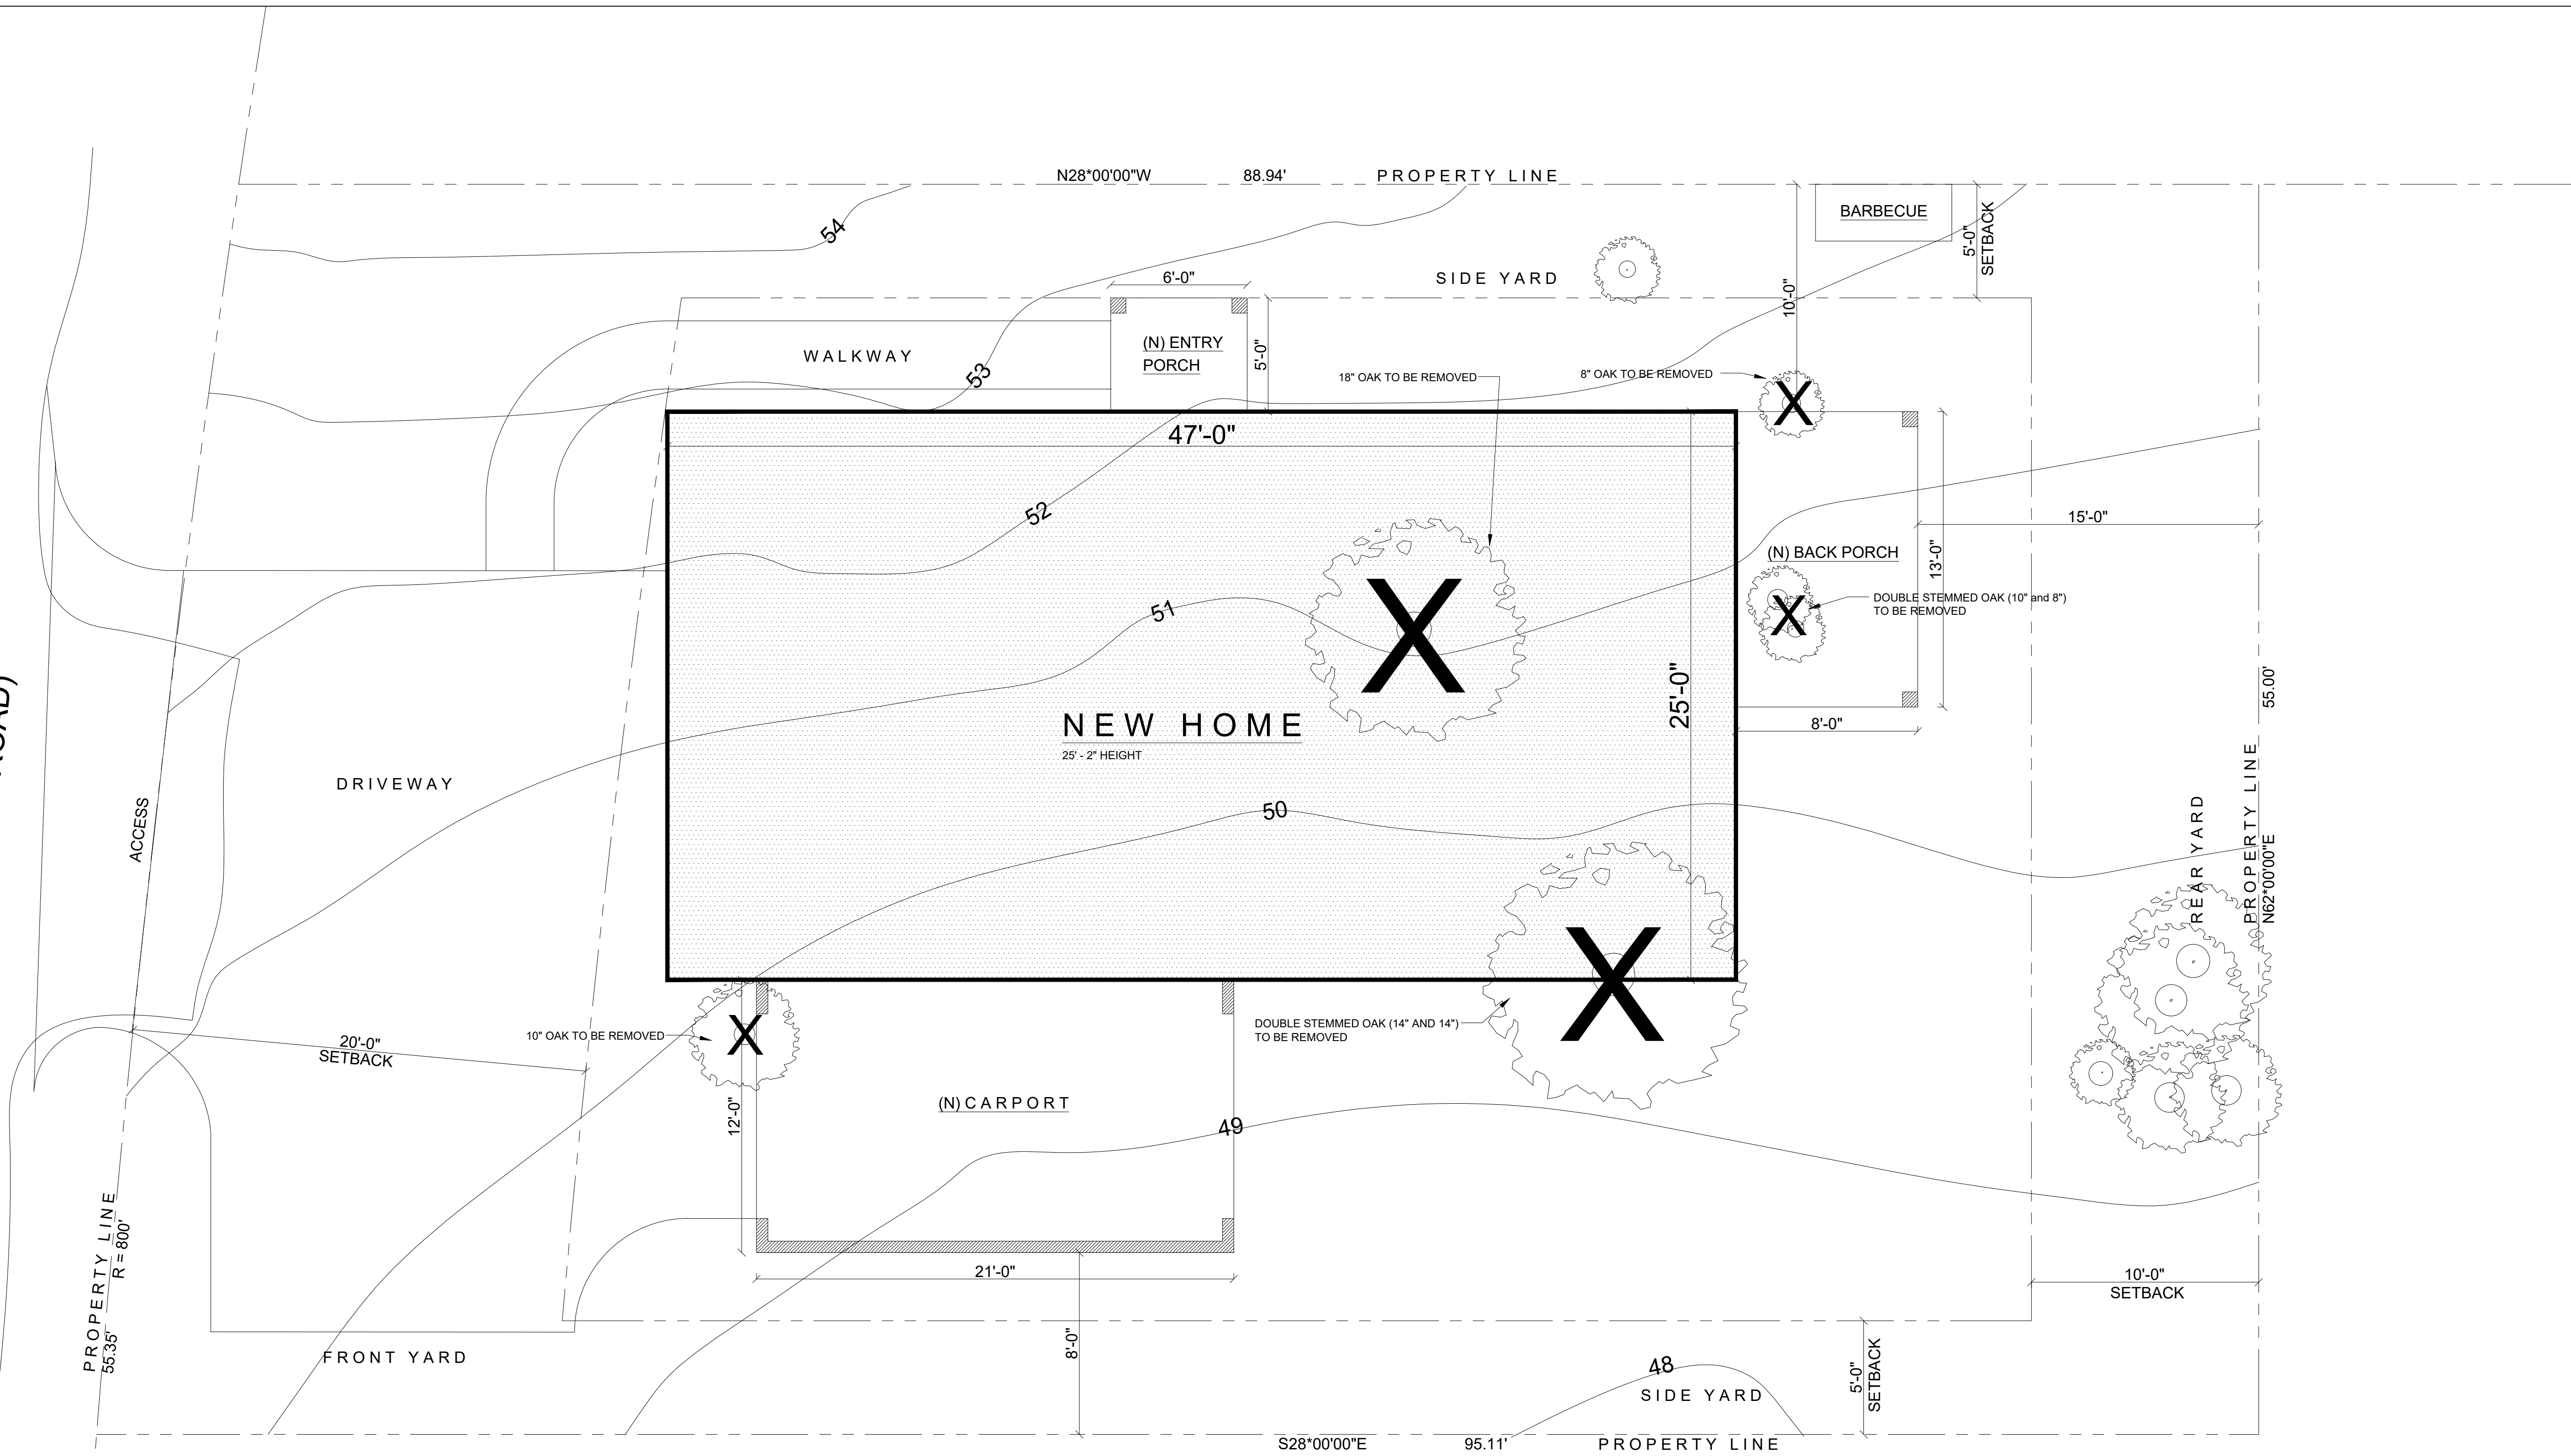 N28*00'00"W 88.94' PROPERTY LINE
BARBECUE
5'-0"
SETBACK
54
SIDE YARD
6'-0"
10'-0"
(N) ENTRY
PORCH
5'-0"
WALKWAY
53
18" OAK TO BE REMOVED
8" OAK TO BE REMOVED
47'-0"
52
15'-0"
(N) BACK PORCH
13'-0"
51
DOUBLE STEMMED OAK (10" and 8")
TO BE REMOVED
X
X
X
25'-0"
55.00'
NEW HOME
25' - 2" HEIGHT
8'-0"
DRIVEWAY
ACCESS
50
REAR YARD
PROPERTY LINE
N62*00'00"E
X
X
20'-0"
SETBACK
10" OAK TO BE REMOVED
DOUBLE STEMMED OAK (14" AND 14")
TO BE REMOVED
12'-0"
(N) CARPORT
49
PROPERTY LINE
R = 800'
55.35'
21'-0"
10'-0"
SETBACK
8'-0"
FRONT YARD
48
SIDE YARD
5'-0"
SETBACK
S28*00'00"E 95.11' PROPERTY LINE